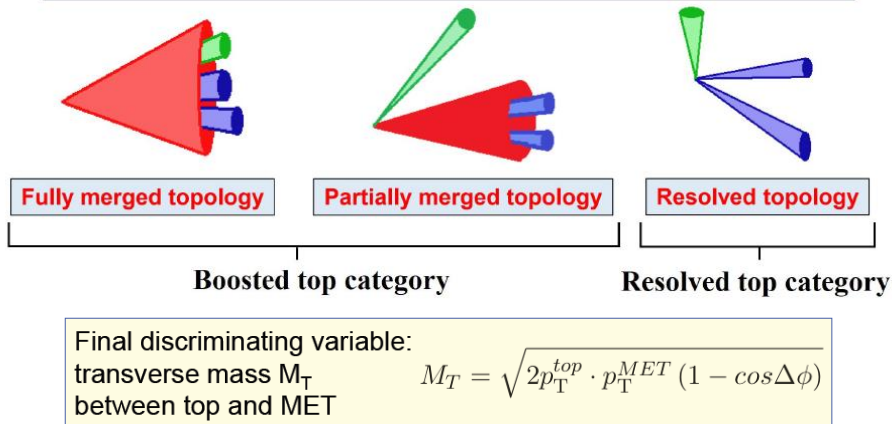 Fully merged topology
Partially merged topology
Resolved topology
Boosted top category
Resolved top category
Final discriminating variable:
transverse mass M_T
between top and MET
M_T = \sqrt{2p_T^{top} \cdot p_T^{MET} (1 - cos\Delta\phi)}